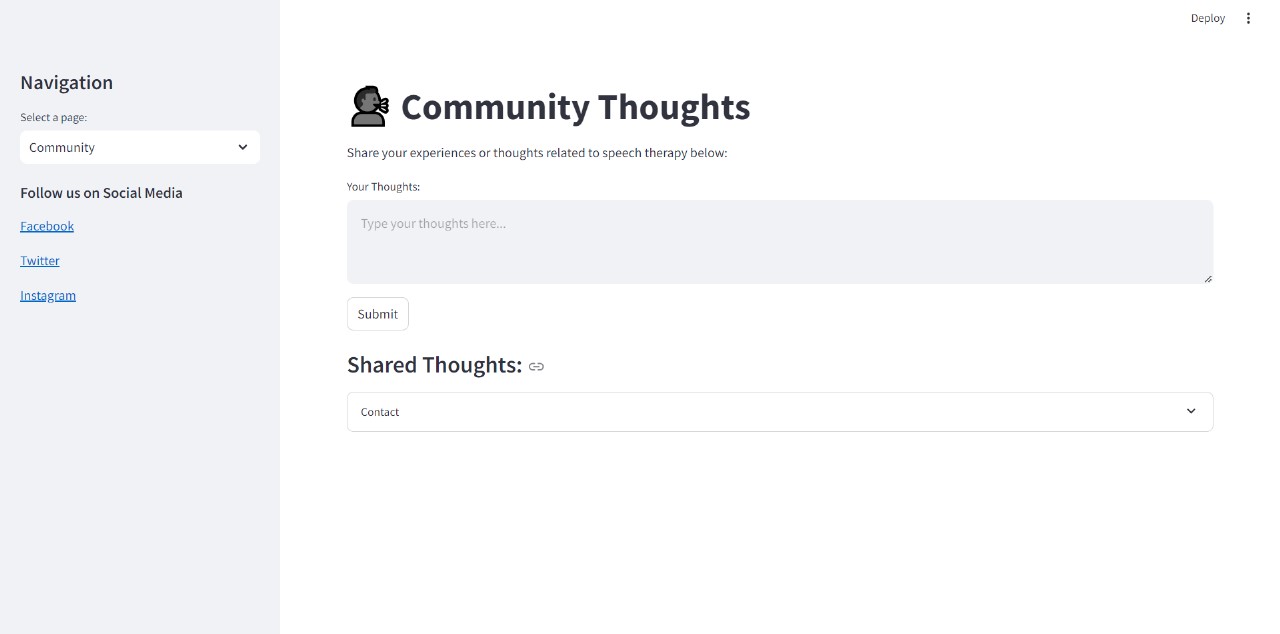 Deploy
Navigation
Select a page:
Community
Follow us on Social Media
Facebook
Twitter
Instagram
Community Thoughts
Share your experiences or thoughts related to speech therapy below:
Your Thoughts:
Type your thoughts here...
Submit
Shared Thoughts:
Contact